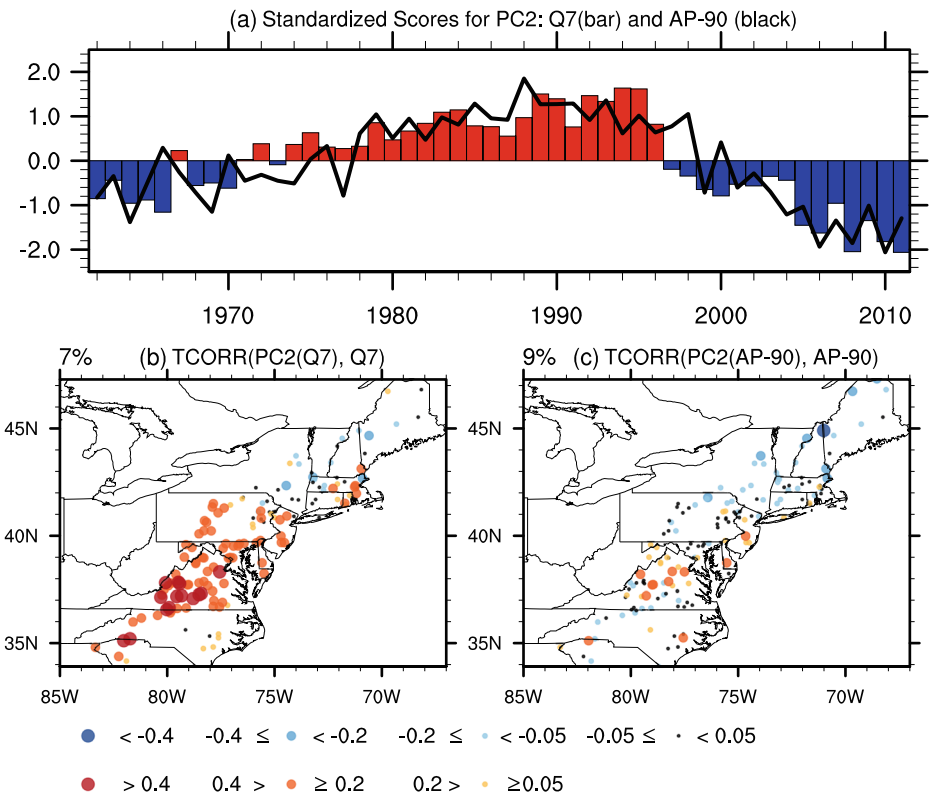 (a) Standardized Scores for PC2: Q7(bar) and AP-90 (black)
2.0
1.0
0.0
-1.0
-2.0
1970 1980 1990 2000 2010
7% (b) TCORR(PC2(Q7), Q7)
9% (c) TCORR(PC2(AP-90), AP-90)
45N
40N
35N
85W 80W 75W 70W
45N
40N
35N
85W 80W 75W 70W
< -0.4 -0.4 ≤ < -0.2 -0.2 ≤ < -0.05 -0.05 ≤ < 0.05
> 0.4 0.4 > ≥ 0.2 0.2 > ≥0.05